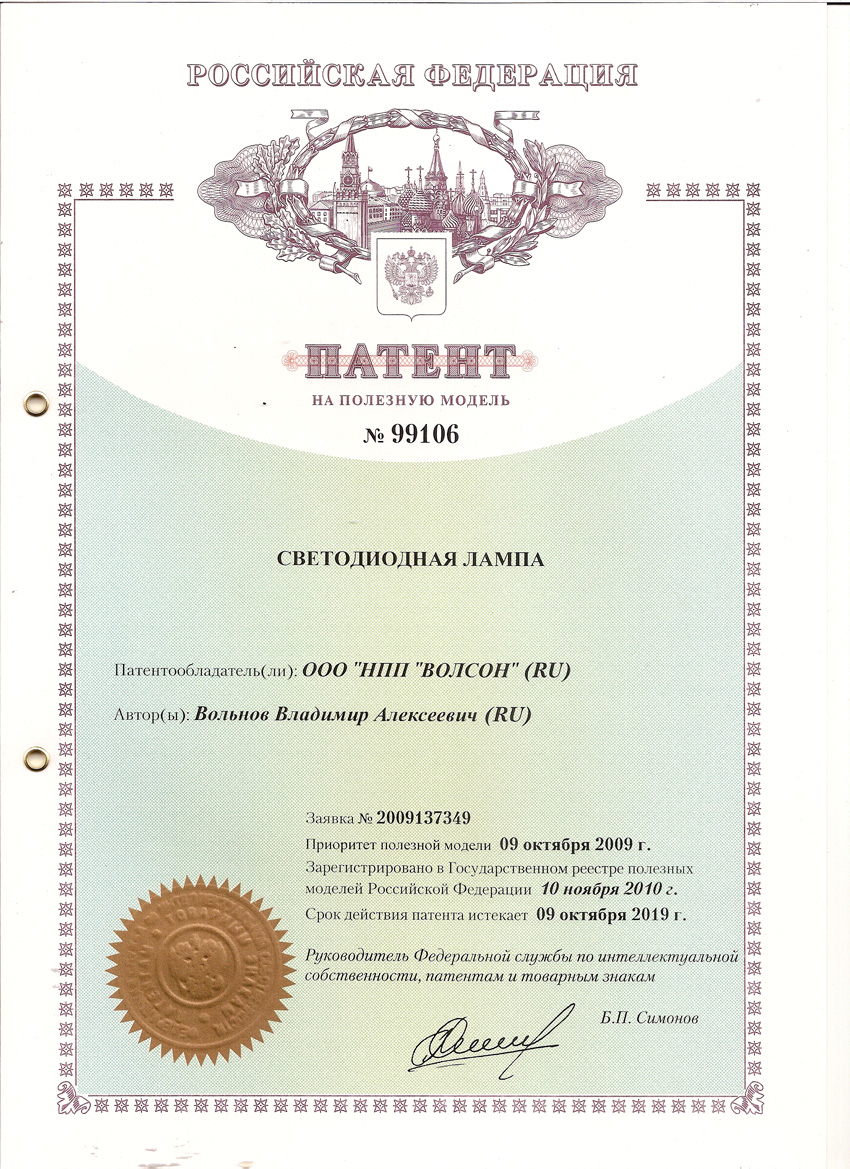 РОССИЙСКАЯ ФЕДЕРАЦИЯ
ПАТЕНТ
НА ПОЛЕЗНУЮ МОДЕЛЬ
№ 99106
СВЕТОДИОДНАЯ ЛАМПА
Патентообладатель(ли): ООО "НПП "ВОЛСОН" (RU)
Автор(ы): Вольнов Владимир Алексеевич (RU)
Заявка № 2009137349
Приоритет полезной модели 09 октября 2009 г.
Зарегистрировано в Государственном реестре полезных
моделей Российской Федерации 10 ноября 2010 г.
Срок действия патента истекает 09 октября 2019 г.
Руководитель Федеральной службы по интеллектуальной
собственности, патентам и товарным знакам
Б.П. Симонов